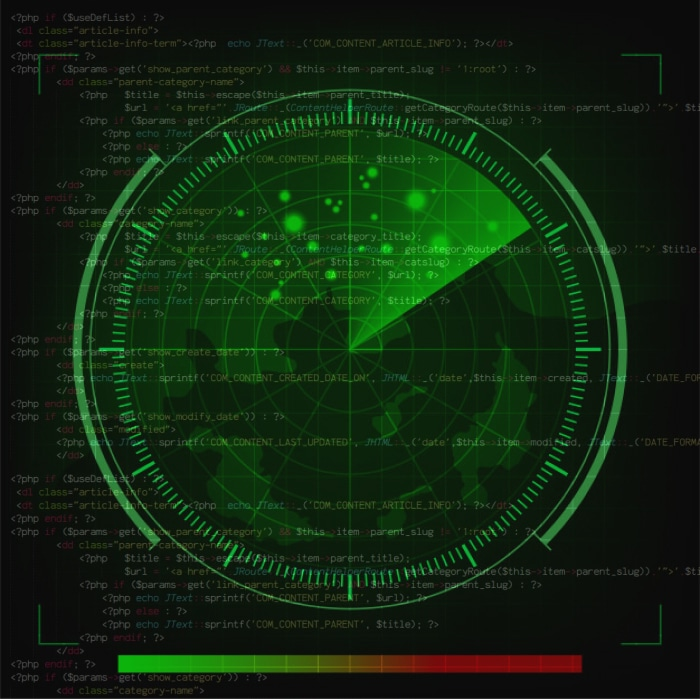 <?php if ($useDefList) : ?>
<dl class="article-info">
<dt class="article-info-term"><?php echo JText::_('COM_CONTENT_ARTICLE_INFO'); ?></dt>
<?php endif; ?>
<?php if ($params->get('show_parent_category') && $this->item->parent_slug != '1:root') : ?>
<dd class="parent-category-name">
<?php $title = $this->escape($this->item->parent_title);
$url = '<a href="' JRoute::_(ContentHelperRoute::getCategoryRoute($this->item->parent_slug)).'">'
<?php if ($params->get('link_parent_category') and $this->item->parent_slug) : ?>
<?php echo JText::sprintf('COM_CONTENT_PARENT', $url); ?>
<?php else : ?>
<?php echo JText::sprintf('COM_CONTENT_PARENT', $title); ?>
<?php endif; ?>
</dd>
<?php endif; ?>
<?php if ($params->get('show_category')) : ?>
<dd class="category-name">
<?php $title = $this->escape($this->item->category_title);
$url = '<a href="' JRoute::_(ContentHelperRoute::getCategoryRoute($this->item->catslug)).'">' $title
<?php if ($params->get('link_category') and $this->item->catslug) : ?>
<?php echo JText::sprintf('COM_CONTENT_CATEGORY', $url); ?>
<?php else : ?>
<?php echo JText::sprintf('COM_CONTENT_CATEGORY', $title); ?>
<?php endif; ?>
</dd>
<?php endif; ?>
<?php if ($params->get('show_create_date')) : ?>
<dd class="create">
<?php echo JText::sprintf('COM_CONTENT_CREATED_DATE_ON', JHTML::_('date',$this->item->created, JText::_('DATE_FOR
</dd>
<?php endif; ?>
<?php if ($params->get('show_modify_date')) : ?>
<dd class="modified">
<?php echo JText::sprintf('COM_CONTENT_LAST_UPDATED', JHTML::_('date',$this->item->modified, JText::_('DATE_FORMA
</dd>
<?php if ($useDefList) : ?>
<dl class="article-info">
<dt class="article-info-term"><?php echo JText::_('COM_CONTENT_ARTICLE_INFO'); ?></dt>
<?php endif; ?>
<?php if ($params->get('show_parent_category') && $this->item->parent_slug != '1:root') : ?>
<dd class="parent-category-name">
<?php $title = $this->escape($this->item->parent_title);
$url = '<a href="' JRoute::_(ContentHelperRoute::getCategoryRoute($this->item->parent_slug)).'">'
<?php if ($params->get('link_parent_category') and $this->item->parent_slug) : ?>
<?php echo JText::sprintf('COM_CONTENT_PARENT', $url); ?>
<?php else : ?>
<?php echo JText::sprintf('COM_CONTENT_PARENT', $title); ?>
<?php endif; ?>
</dd>
<?php endif; ?>
<?php if ($params->get('show_category')) : ?>
<dd class="category-name">